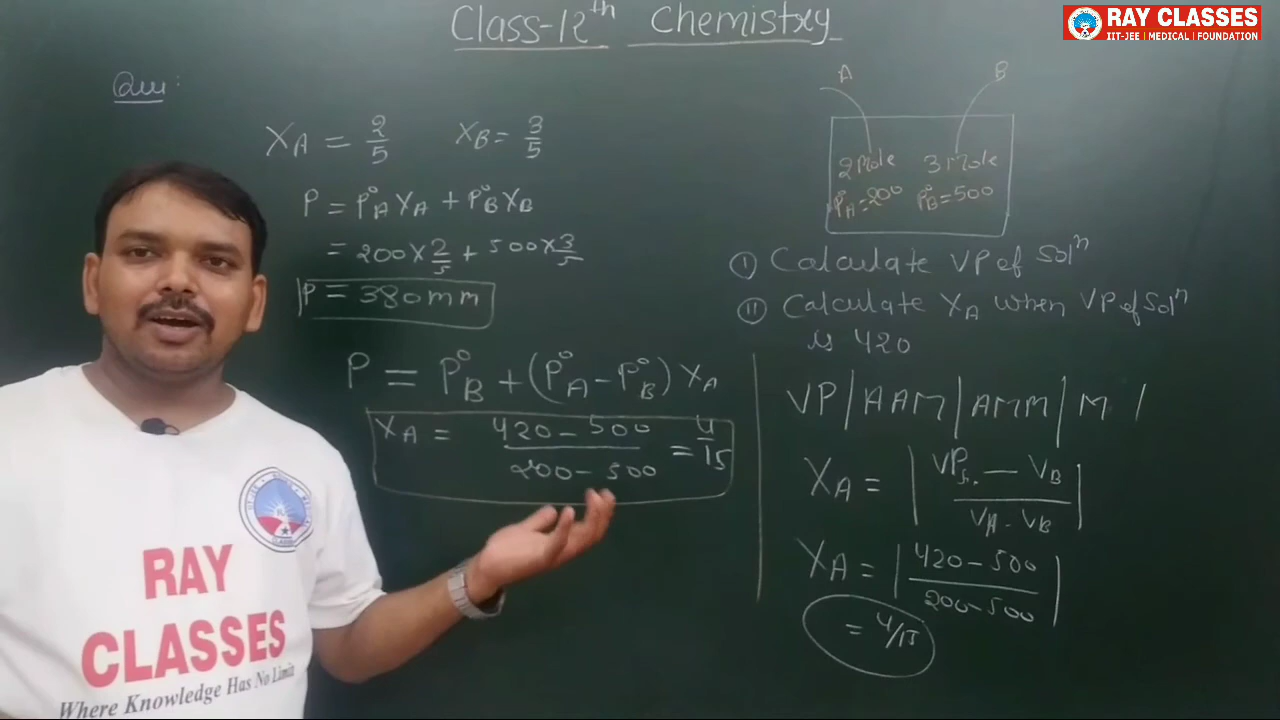 Class-12th Chemistry
RAY CLASSES
IIT-JEE | MEDICAL | FOUNDATION
Que:
XA = 2/5 XB = 3/5
P = P°A XA + P°B XB
= 200 × 2/5 + 500 × 3/5
P = 380 mm
P = P°B + (P°A - P°B) XA
XA = 420 - 500 / 200 - 500 = 4/15
A B
2 Mole 3 Mole
P°A = 200 P°B = 500
(I) Calculate VP of Solⁿ
(II) Calculate XA when VP of Solⁿ
is 420
VP | AAM | AMM | M |
XA = | VPS. - VB / VA - VB |
XA = | 420 - 500 / 200 - 500 |
= 4/15
RAY
CLASSES
Where Knowledge Has No Limit